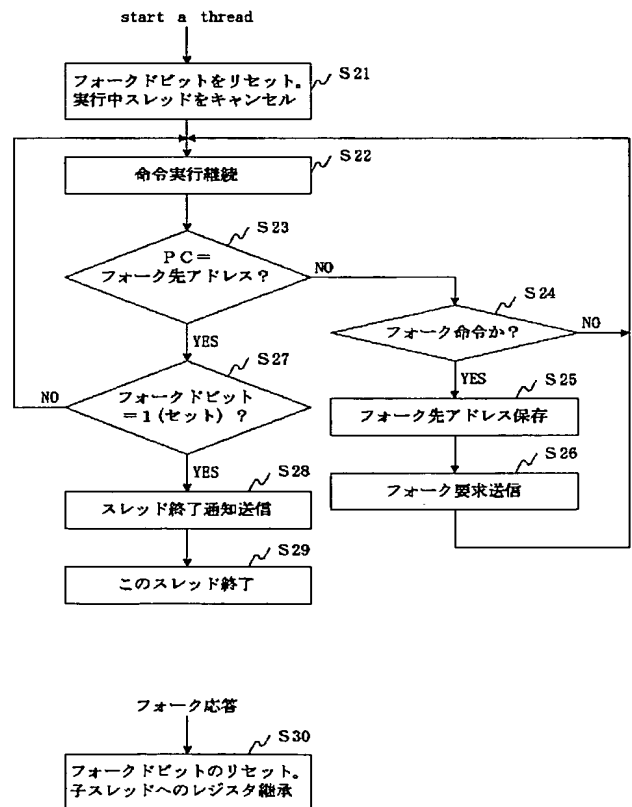 start a thread
フォークドビットをリセット。
実行中スレッドをキャンセル
S21
命令実行継続
S22
PC=
フォーク先アドレス?
S23
NO
YES
フォーク命令か?
S24
NO
YES
フォーク先アドレス保存
S25
フォーク要求送信
S26
フォークドビット
=1(セット)?
S27
NO
YES
スレッド終了通知送信
S28
このスレッド終了
S29
フォーク応答
フォークドビットのリセット。
子スレッドへのレジスタ継承
S30